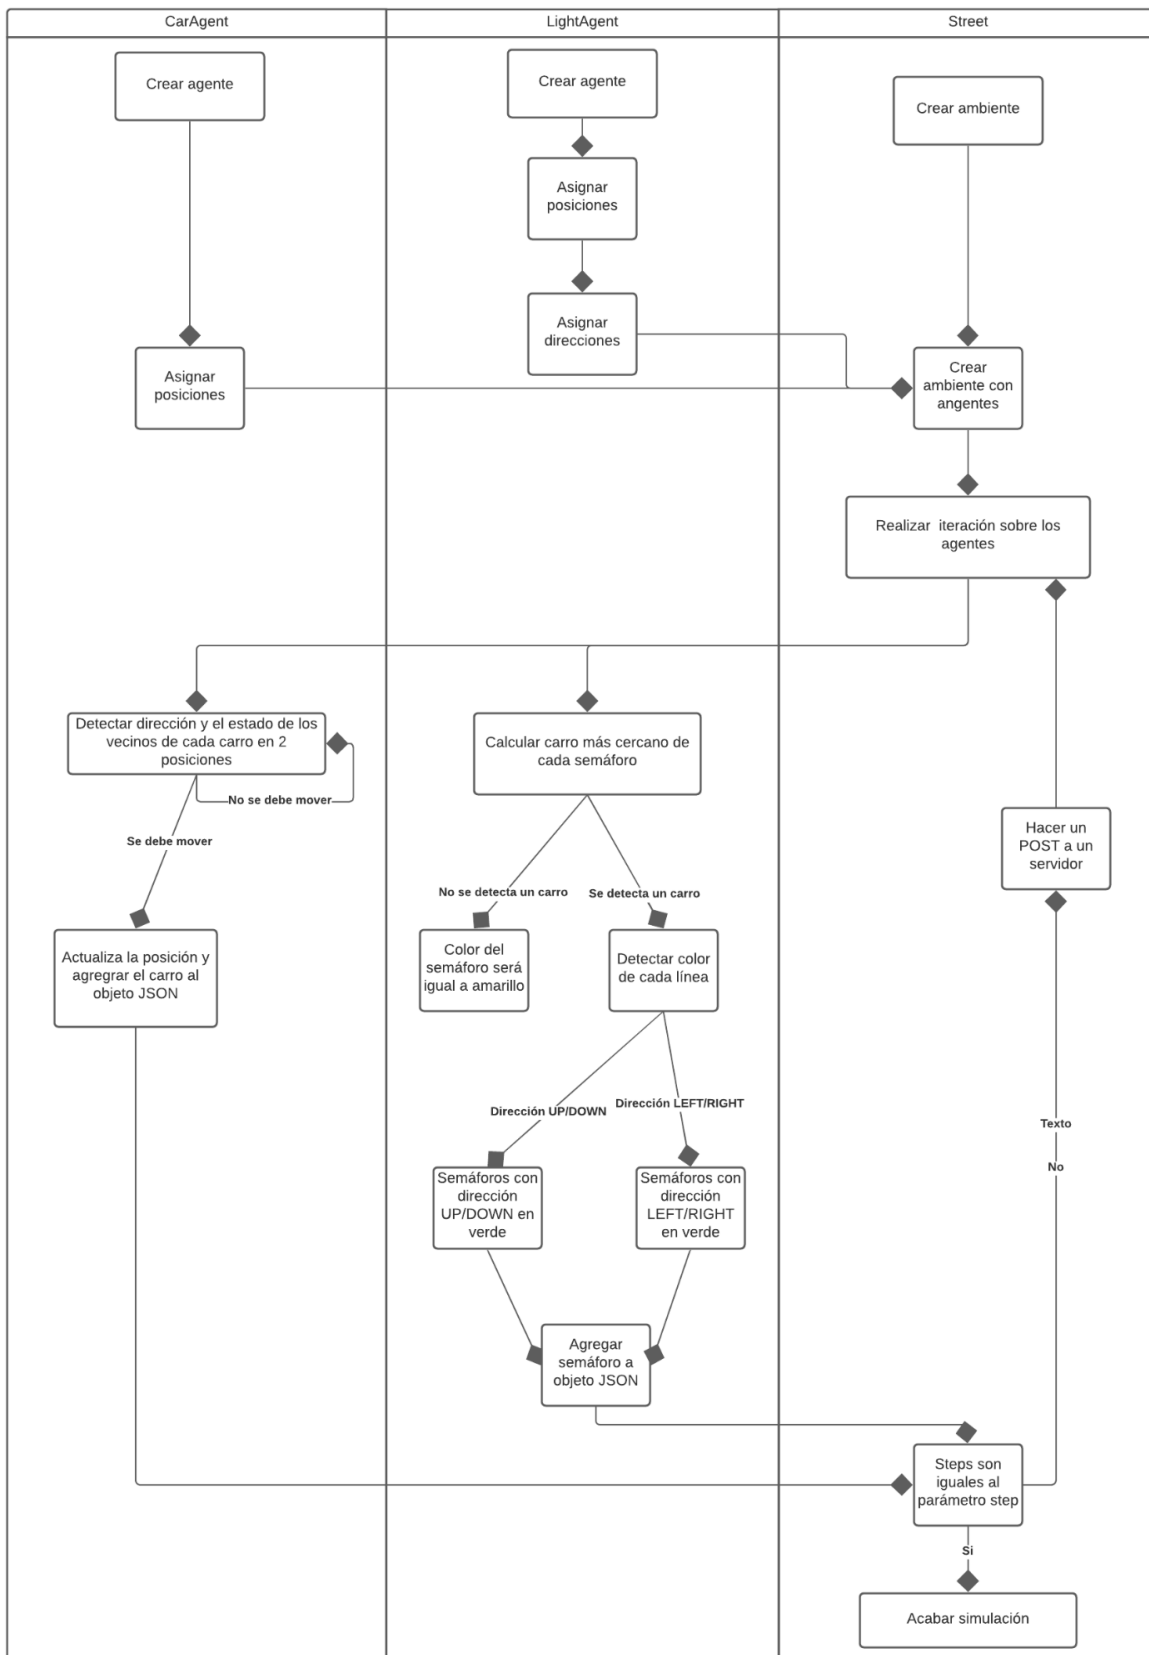 CarAgent
LightAgent
Street
Crear agente
Crear agente
Crear ambiente
Asignar
posiciones
Asignar
direcciones
Asignar
posiciones
Crear
ambiente con
angentes
Realizar iteración sobre los
agentes
Detectar dirección y el estado de los
vecinos de cada carro en 2
posiciones
No se debe mover
Se debe mover
Calcular carro más cercano de
cada semáforo
Hacer un
POST a un
servidor
No se detecta un carro
Se detecta un carro
Actualiza la posición y
agregrar el carro al
objeto JSON
Color del
semáforo será
igual a amarillo
Detectar color
de cada línea
Dirección UP/DOWN
Dirección LEFT/RIGHT
Texto
No
Semáforos con
dirección
UP/DOWN en
verde
Semáforos con
dirección
LEFT/RIGHT
en verde
Agregar
semáforo a
objeto JSON
Steps son
iguales al
parámetro step
Si
Acabar simulación